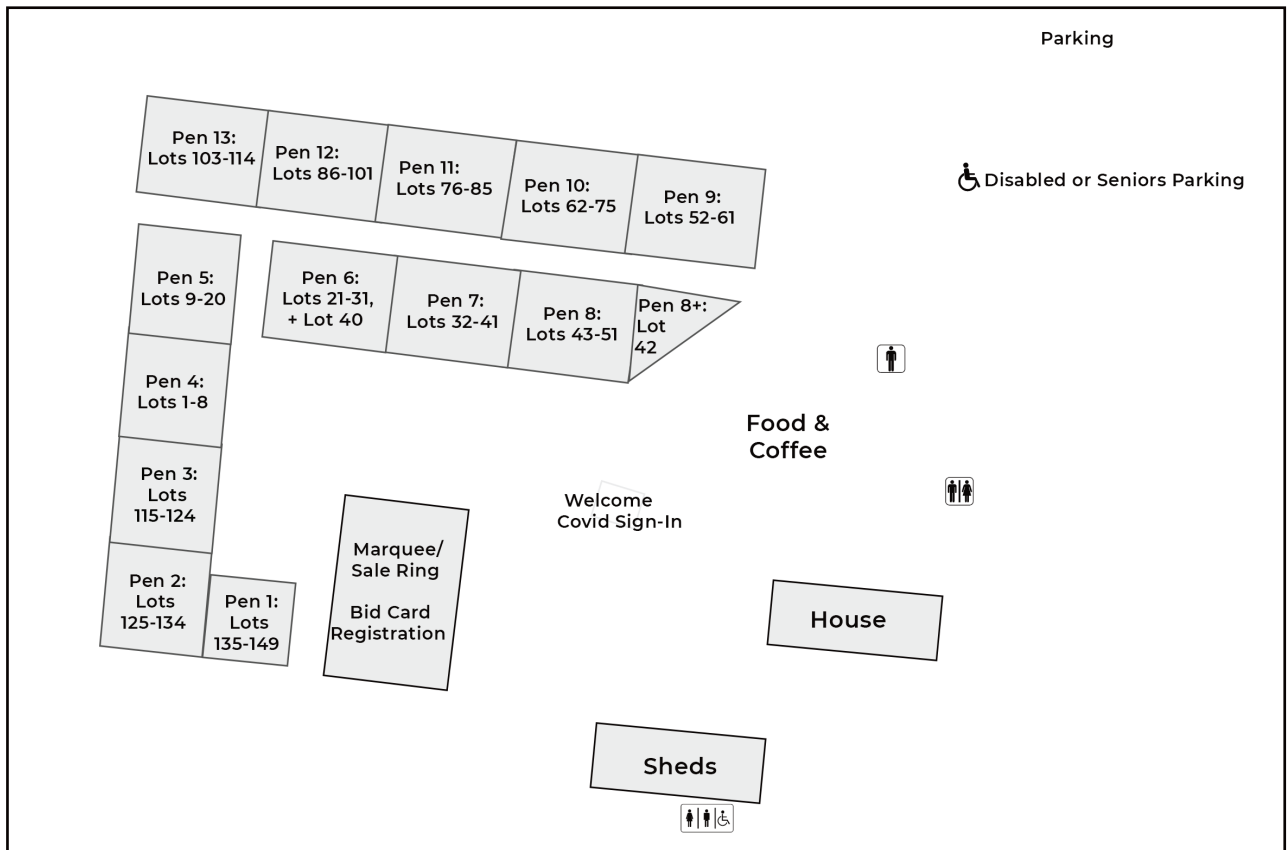 Parking
Disabled or Seniors Parking
Pen 13:
Lots 103-114
Pen 12:
Lots 86-101
Pen 11:
Lots 76-85
Pen 10:
Lots 62-75
Pen 9:
Lots 52-61
Pen 5:
Lots 9-20
Pen 6:
Lots 21-31,
+ Lot 40
Pen 7:
Lots 32-41
Pen 8:
Lots 43-51
Pen 8+:
Lot
42
Pen 4:
Lots 1-8
Food &
Coffee
Pen 3:
Lots
115-124
Welcome
Covid Sign-In
Marquee/
Sale Ring
Bid Card
Registration
Pen 2:
Lots
125-134
Pen 1:
Lots
135-149
House
Sheds